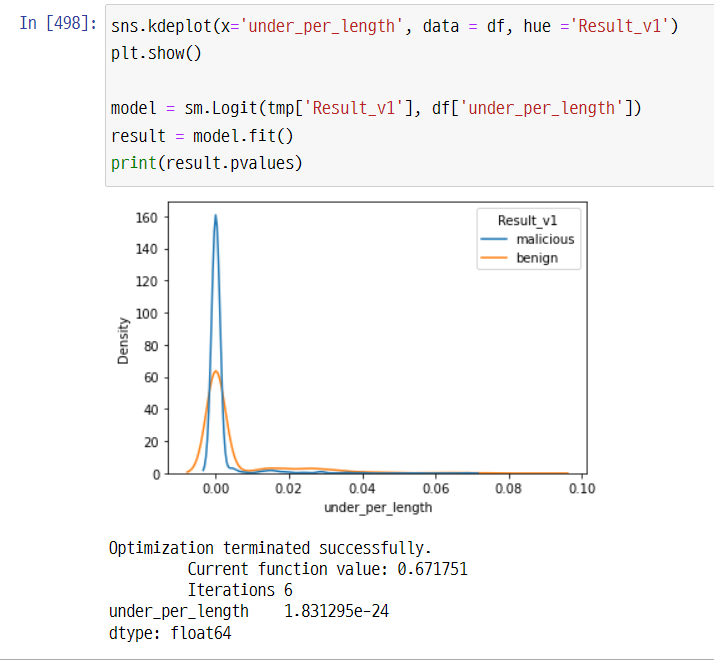 In [498]:
sns.kdeplot(x='under_per_length', data = df, hue ='Result_v1')
plt.show()
model = sm.Logit(tmp['Result_v1'], df['under_per_length'])
result = model.fit()
print(result.pvalues)
160
140
120
100
80
60
40
20
0
Density
Result_v1
malicious
benign
0.00 0.02 0.04 0.06 0.08 0.10
under_per_length
Optimization terminated successfully.
Current function value: 0.671751
Iterations 6
under_per_length 1.831295e-24
dtype: float64